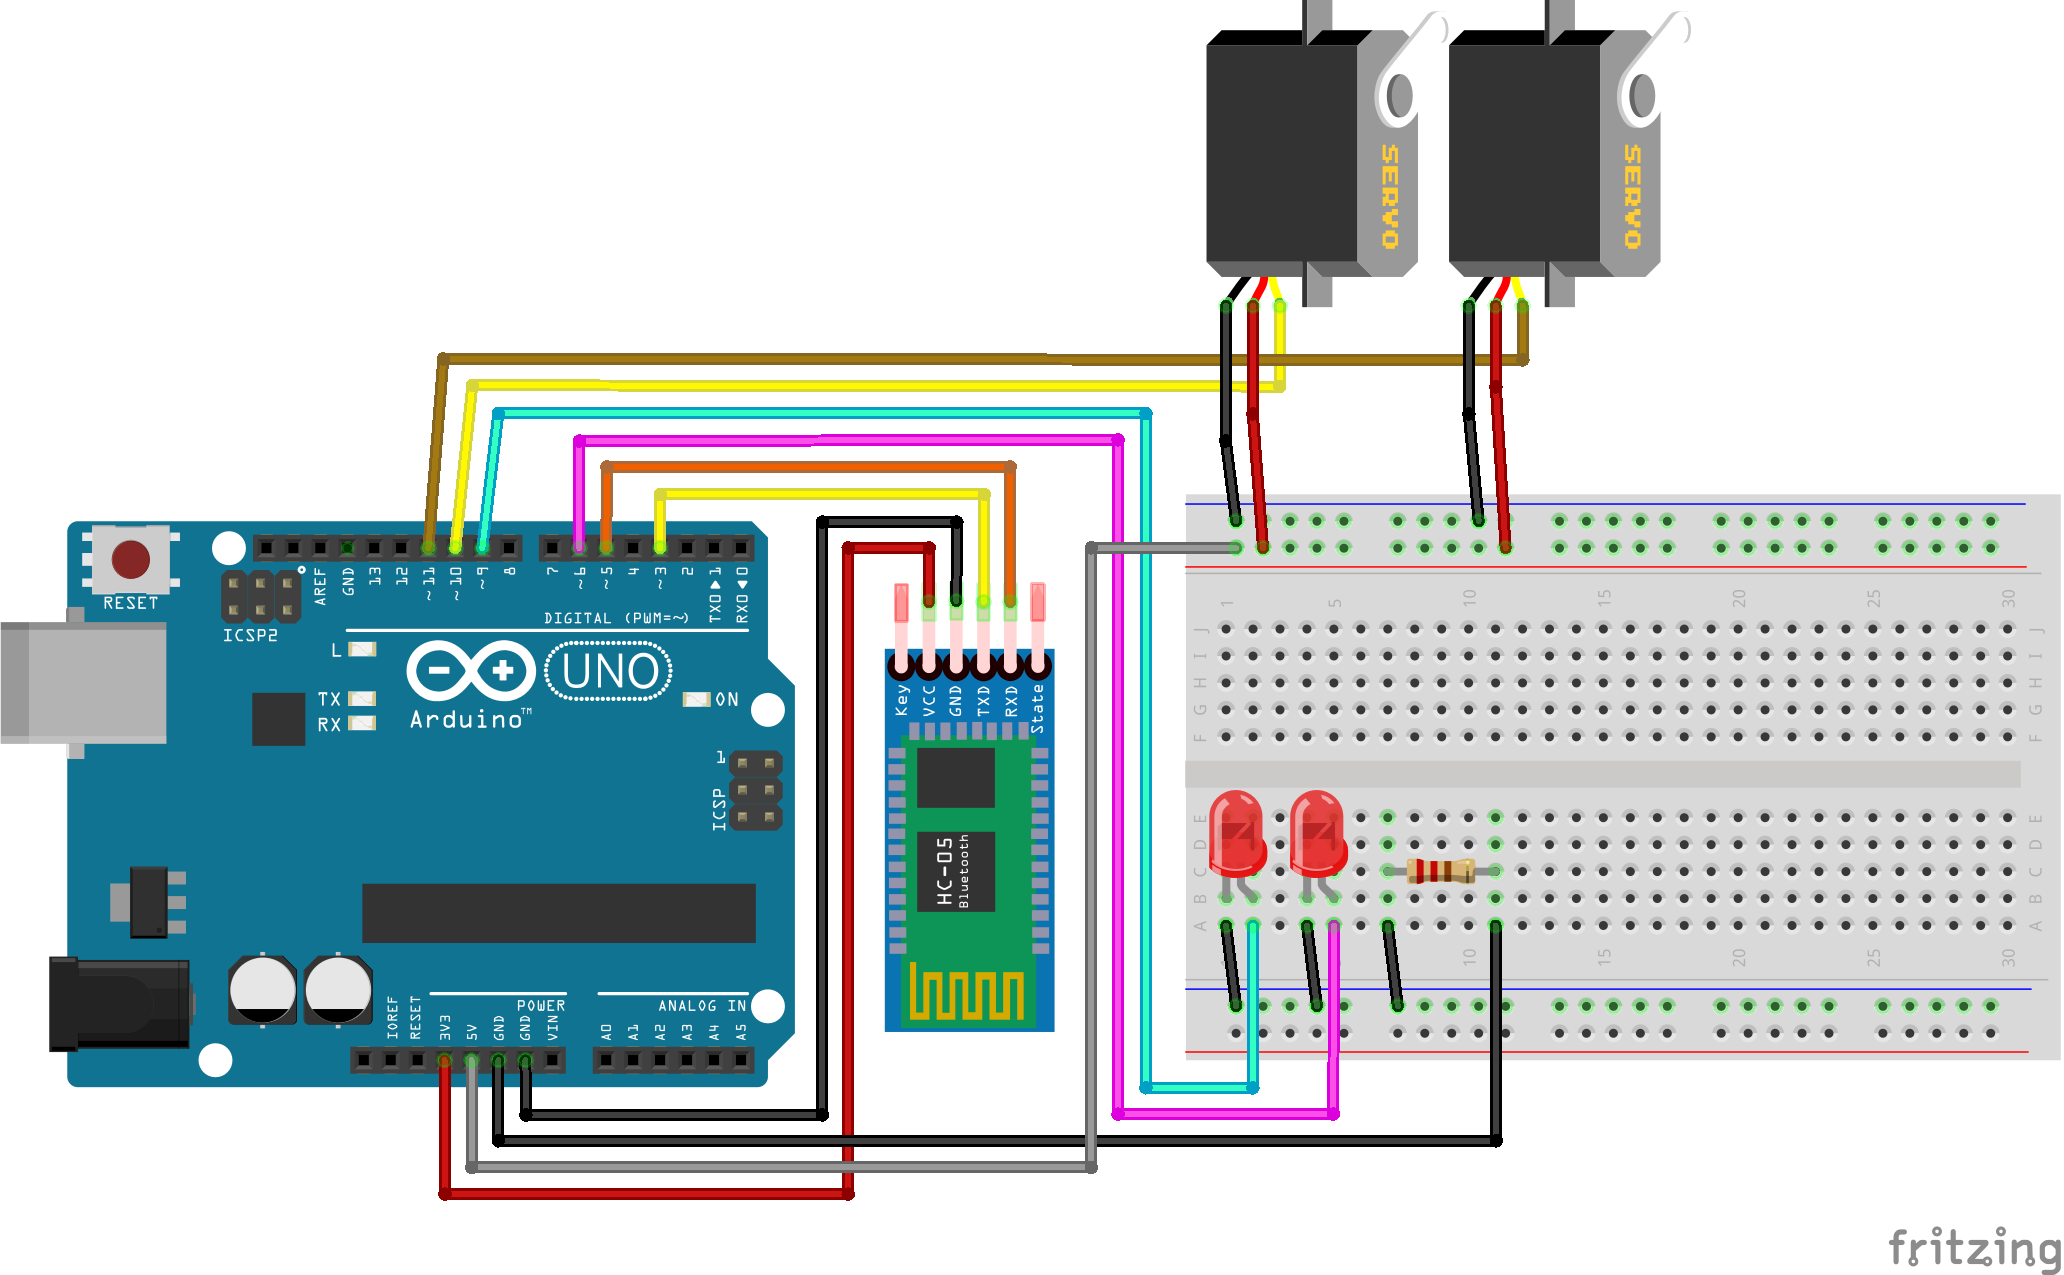 SERVO
SERVO
RESET
ICSP2
AREF
GND
13
12
~11
~10
~9
8
7
~6
~5
4
~3
2
TX0▶1
RX0◀0
DIGITAL (PWM=~)
L
TX
RX
UNO
Arduino™
ON
1
ICSP
IOREF
RESET
3V3
5V
GND
GND
VIN
POWER
ANALOG IN
A0
A1
A2
A3
A4
A5
Key
VCC
GND
TXD
RXD
State
HC-05
Bluetooth
1
5
10
15
20
25
30
J
I
H
G
F
J
I
H
G
F
E
D
C
B
A
E
D
C
B
A
10
15
20
25
30
fritzing